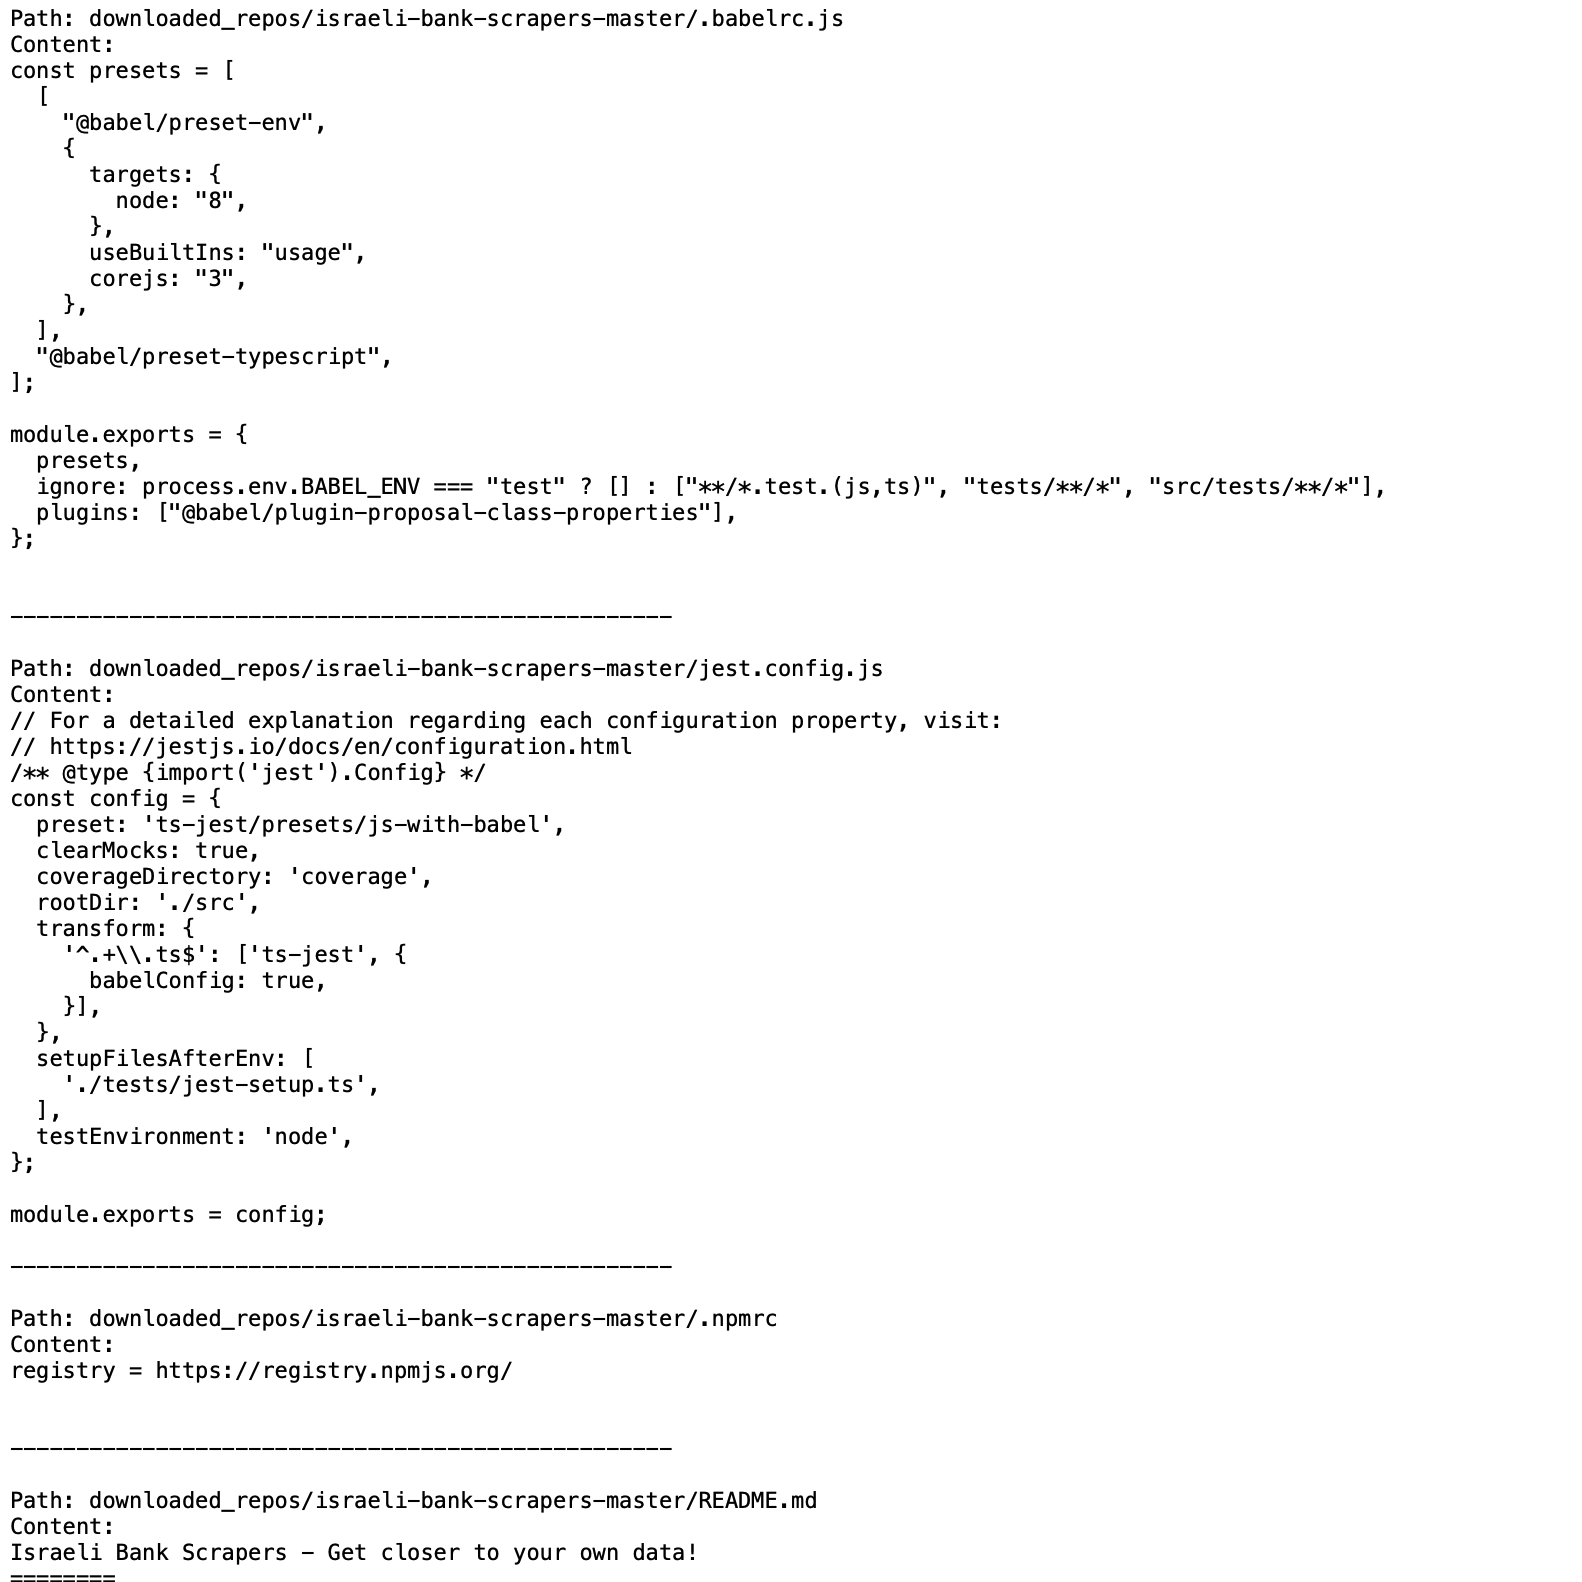 Path: downloaded_repos/israeli-bank-scrapers-master/.babelrc.js
Content:
const presets = [
  [
    "@babel/preset-env",
    {
      targets: {
        node: "8",
      },
      useBuiltIns: "usage",
      corejs: "3",
    },
  ],
  "@babel/preset-typescript",
];

module.exports = {
  presets,
  ignore: process.env.BABEL_ENV === "test" ? [] : ["**/*.test.(js,ts)", "tests/**/*", "src/tests/**/*"],
  plugins: ["@babel/plugin-proposal-class-properties"],
};


--------------------------------------------------

Path: downloaded_repos/israeli-bank-scrapers-master/jest.config.js
Content:
// For a detailed explanation regarding each configuration property, visit:
// https://jestjs.io/docs/en/configuration.html
/** @type {import('jest').Config} */
const config = {
  preset: 'ts-jest/presets/js-with-babel',
  clearMocks: true,
  coverageDirectory: 'coverage',
  rootDir: './src',
  transform: {
    '^.+\\.ts$': ['ts-jest', {
      babelConfig: true,
    }],
  },
  setupFilesAfterEnv: [
    './tests/jest-setup.ts',
  ],
  testEnvironment: 'node',
};

module.exports = config;

--------------------------------------------------

Path: downloaded_repos/israeli-bank-scrapers-master/.npmrc
Content:
registry = https://registry.npmjs.org/


--------------------------------------------------

Path: downloaded_repos/israeli-bank-scrapers-master/README.md
Content:
Israeli Bank Scrapers - Get closer to your own data!
========